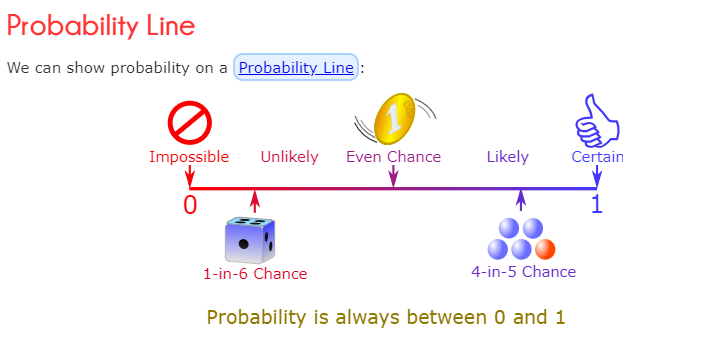 Probability Line
We can show probability on a Probability Line:
1
Impossible Unlikely Even Chance Likely Certain
0 1
1-in-6 Chance 4-in-5 Chance
Probability is always between 0 and 1